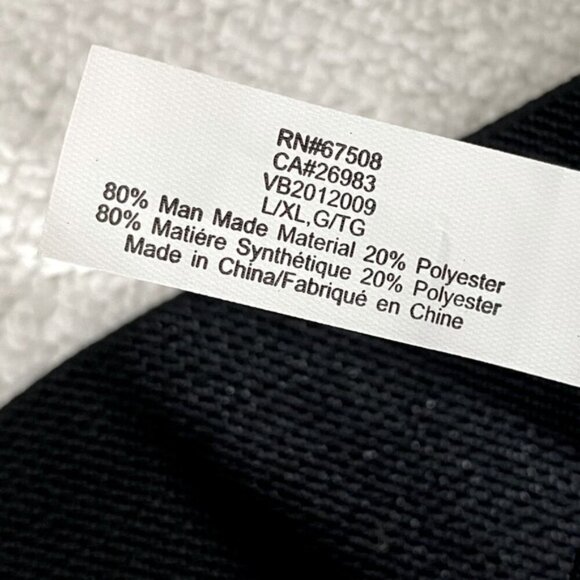 RN#67508
CA#26983
VB2012009
L/XL,G/TG
80% Man Made Material 20% Polyester
80% Matiére Synthétique 20% Polyester
Made in China/Fabriqué en Chine